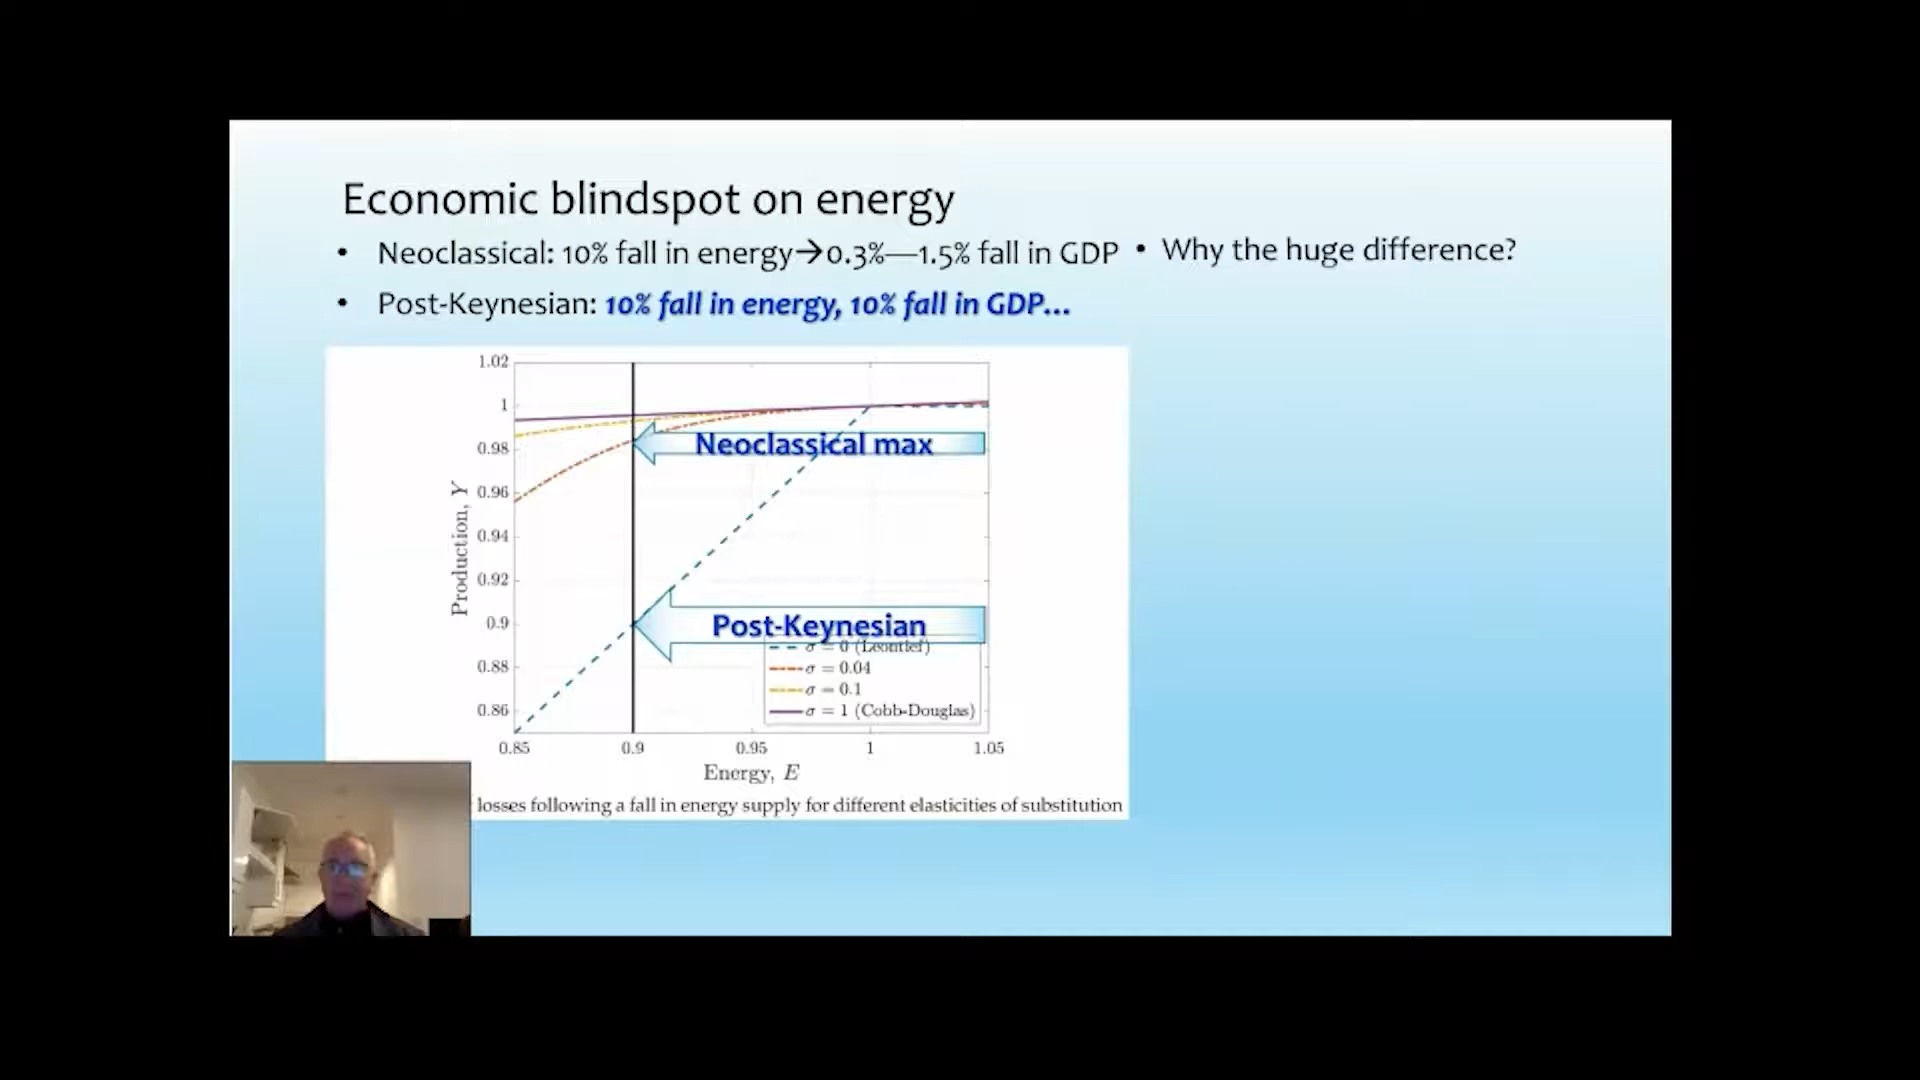 Economic blindspot on energy
• Neoclassical: 10% fall in energy→0.3%—1.5% fall in GDP
• Post-Keynesian: 10% fall in energy, 10% fall in GDP...
• Why the huge difference?
1.02
1
0.98
0.96
0.94
0.92
0.9
0.88
0.86
Production, Y
Neoclassical max
Post-Keynesian
σ = 0 (Leontief)
σ = 0.04
σ = 0.1
σ = 1 (Cobb-Douglas)
0.85 0.9 0.95 1 1.05
Energy, E
losses following a fall in energy supply for different elasticities of substitution